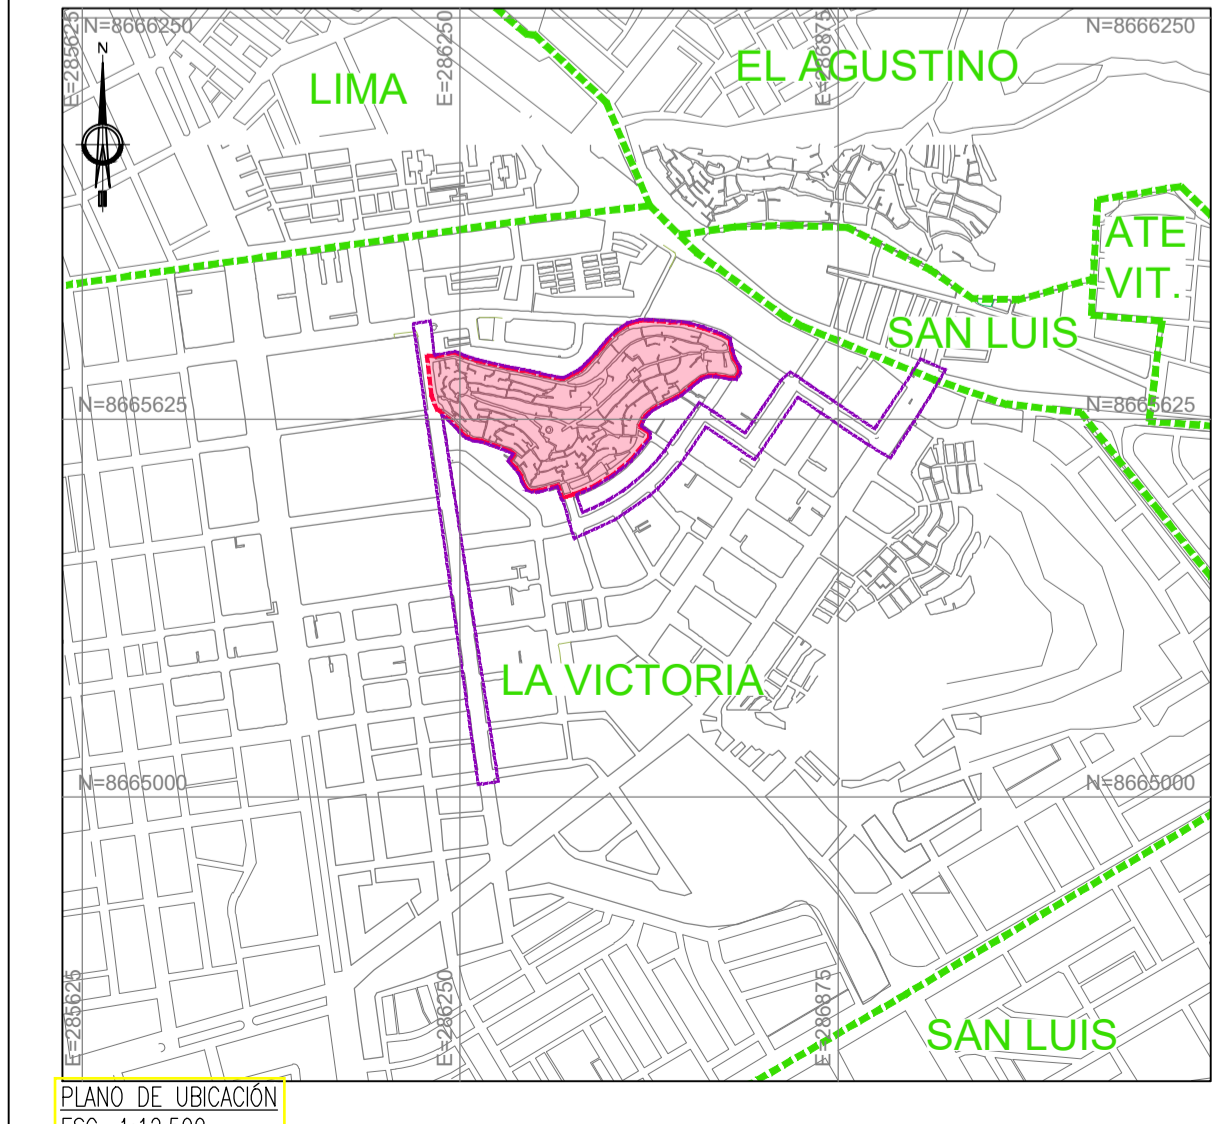 E=285625
N=8666250
E=286250
E=286875
N=8666250
N
LIMA
EL AGUSTINO
ATE
VIT.
SAN LUIS
N=8665625
N=8665625
LA VICTORIA
N=8665000
N=8665000
E=285625
E=286250
E=286875
SAN LUIS
PLANO DE UBICACIÓN